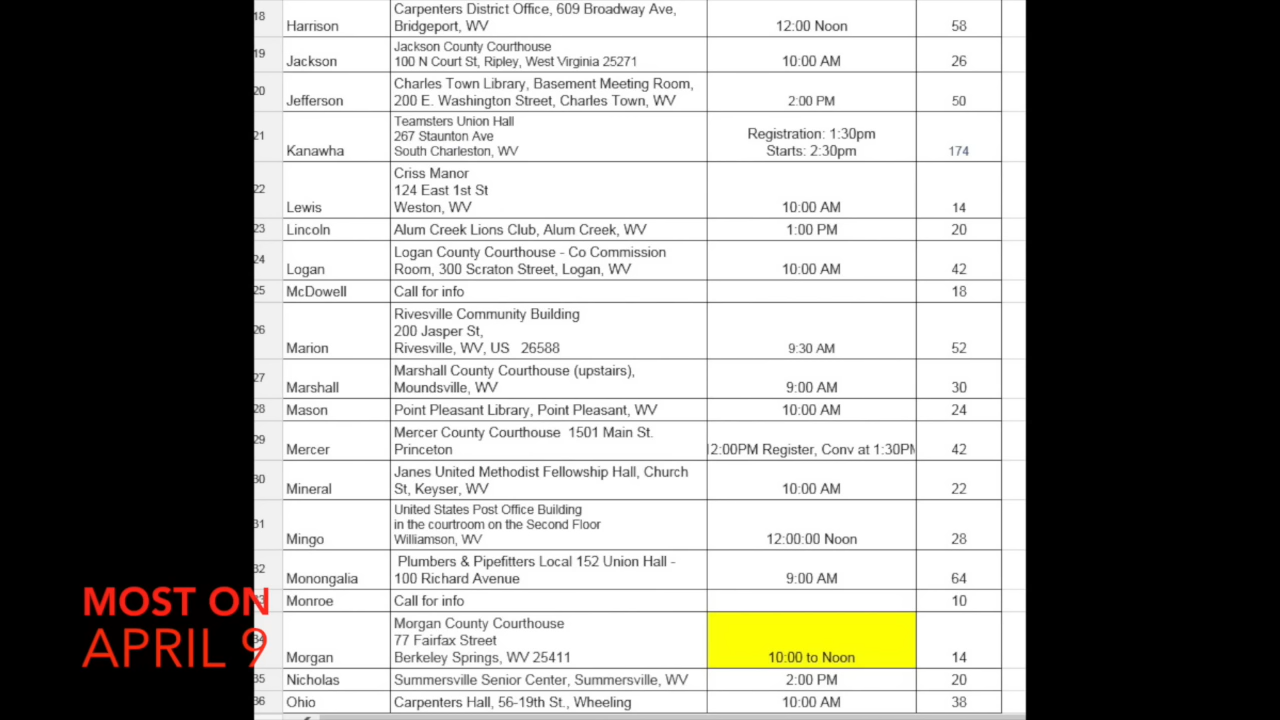 18
Harrison
Carpenters District Office, 609 Broadway Ave,
Bridgeport, WV
12:00 Noon
58
19
Jackson
Jackson County Courthouse
100 N Court St, Ripley, West Virginia 25271
10:00 AM
26
20
Jefferson
Charles Town Library, Basement Meeting Room,
200 E. Washington Street, Charles Town, WV
2:00 PM
50
21
Kanawha
Teamsters Union Hall
267 Staunton Ave
South Charleston, WV
Registration: 1:30pm
Starts: 2:30pm
174
22
Lewis
Criss Manor
124 East 1st St
Weston, WV
10:00 AM
14
23
Lincoln
Alum Creek Lions Club, Alum Creek, WV
1:00 PM
20
24
Logan
Logan County Courthouse - Co Commission
Room, 300 Scraton Street, Logan, WV
10:00 AM
42
25
McDowell
Call for info
18
26
Marion
Rivesville Community Building
200 Jasper St,
Rivesville, WV, US 26588
9:30 AM
52
27
Marshall
Marshall County Courthouse (upstairs),
Moundsville, WV
9:00 AM
30
28
Mason
Point Pleasant Library, Point Pleasant, WV
10:00 AM
24
29
Mercer
Mercer County Courthouse 1501 Main St.
Princeton
12:00PM Register, Conv at 1:30PM
42
30
Mineral
Janes United Methodist Fellowship Hall, Church
St, Keyser, WV
10:00 AM
22
31
Mingo
United States Post Office Building
in the courtroom on the Second Floor
Williamson, WV
12:00:00 Noon
28
32
Monongalia
Plumbers & Pipefitters Local 152 Union Hall -
100 Richard Avenue
9:00 AM
64
33
Monroe
Call for info
10
34
Morgan
Morgan County Courthouse
77 Fairfax Street
Berkeley Springs, WV 25411
10:00 to Noon
14
35
Nicholas
Summersville Senior Center, Summersville, WV
2:00 PM
20
36
Ohio
Carpenters Hall, 56-19th St., Wheeling
10:00 AM
38
MOST ON
APRIL 9